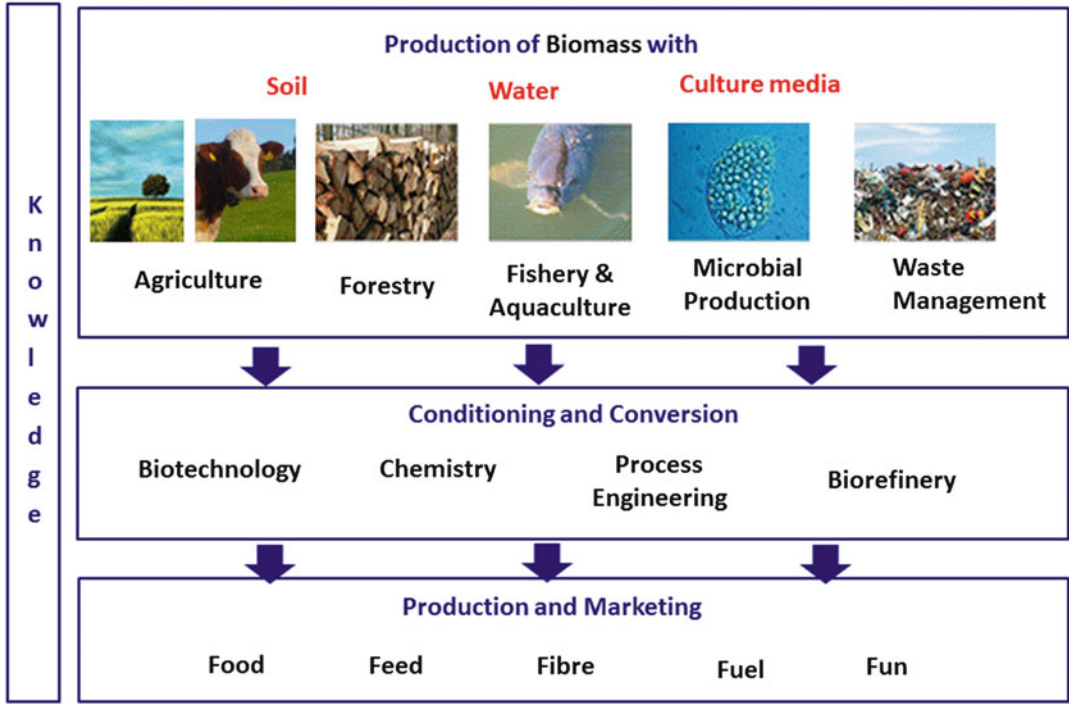 Knowledge
Production of Biomass with
Soil
Water
Culture media
Agriculture
Forestry
Fishery &
Aquaculture
Microbial
Production
Waste
Management
Conditioning and Conversion
Biotechnology
Chemistry
Process
Engineering
Biorefinery
Production and Marketing
Food
Feed
Fibre
Fuel
Fun